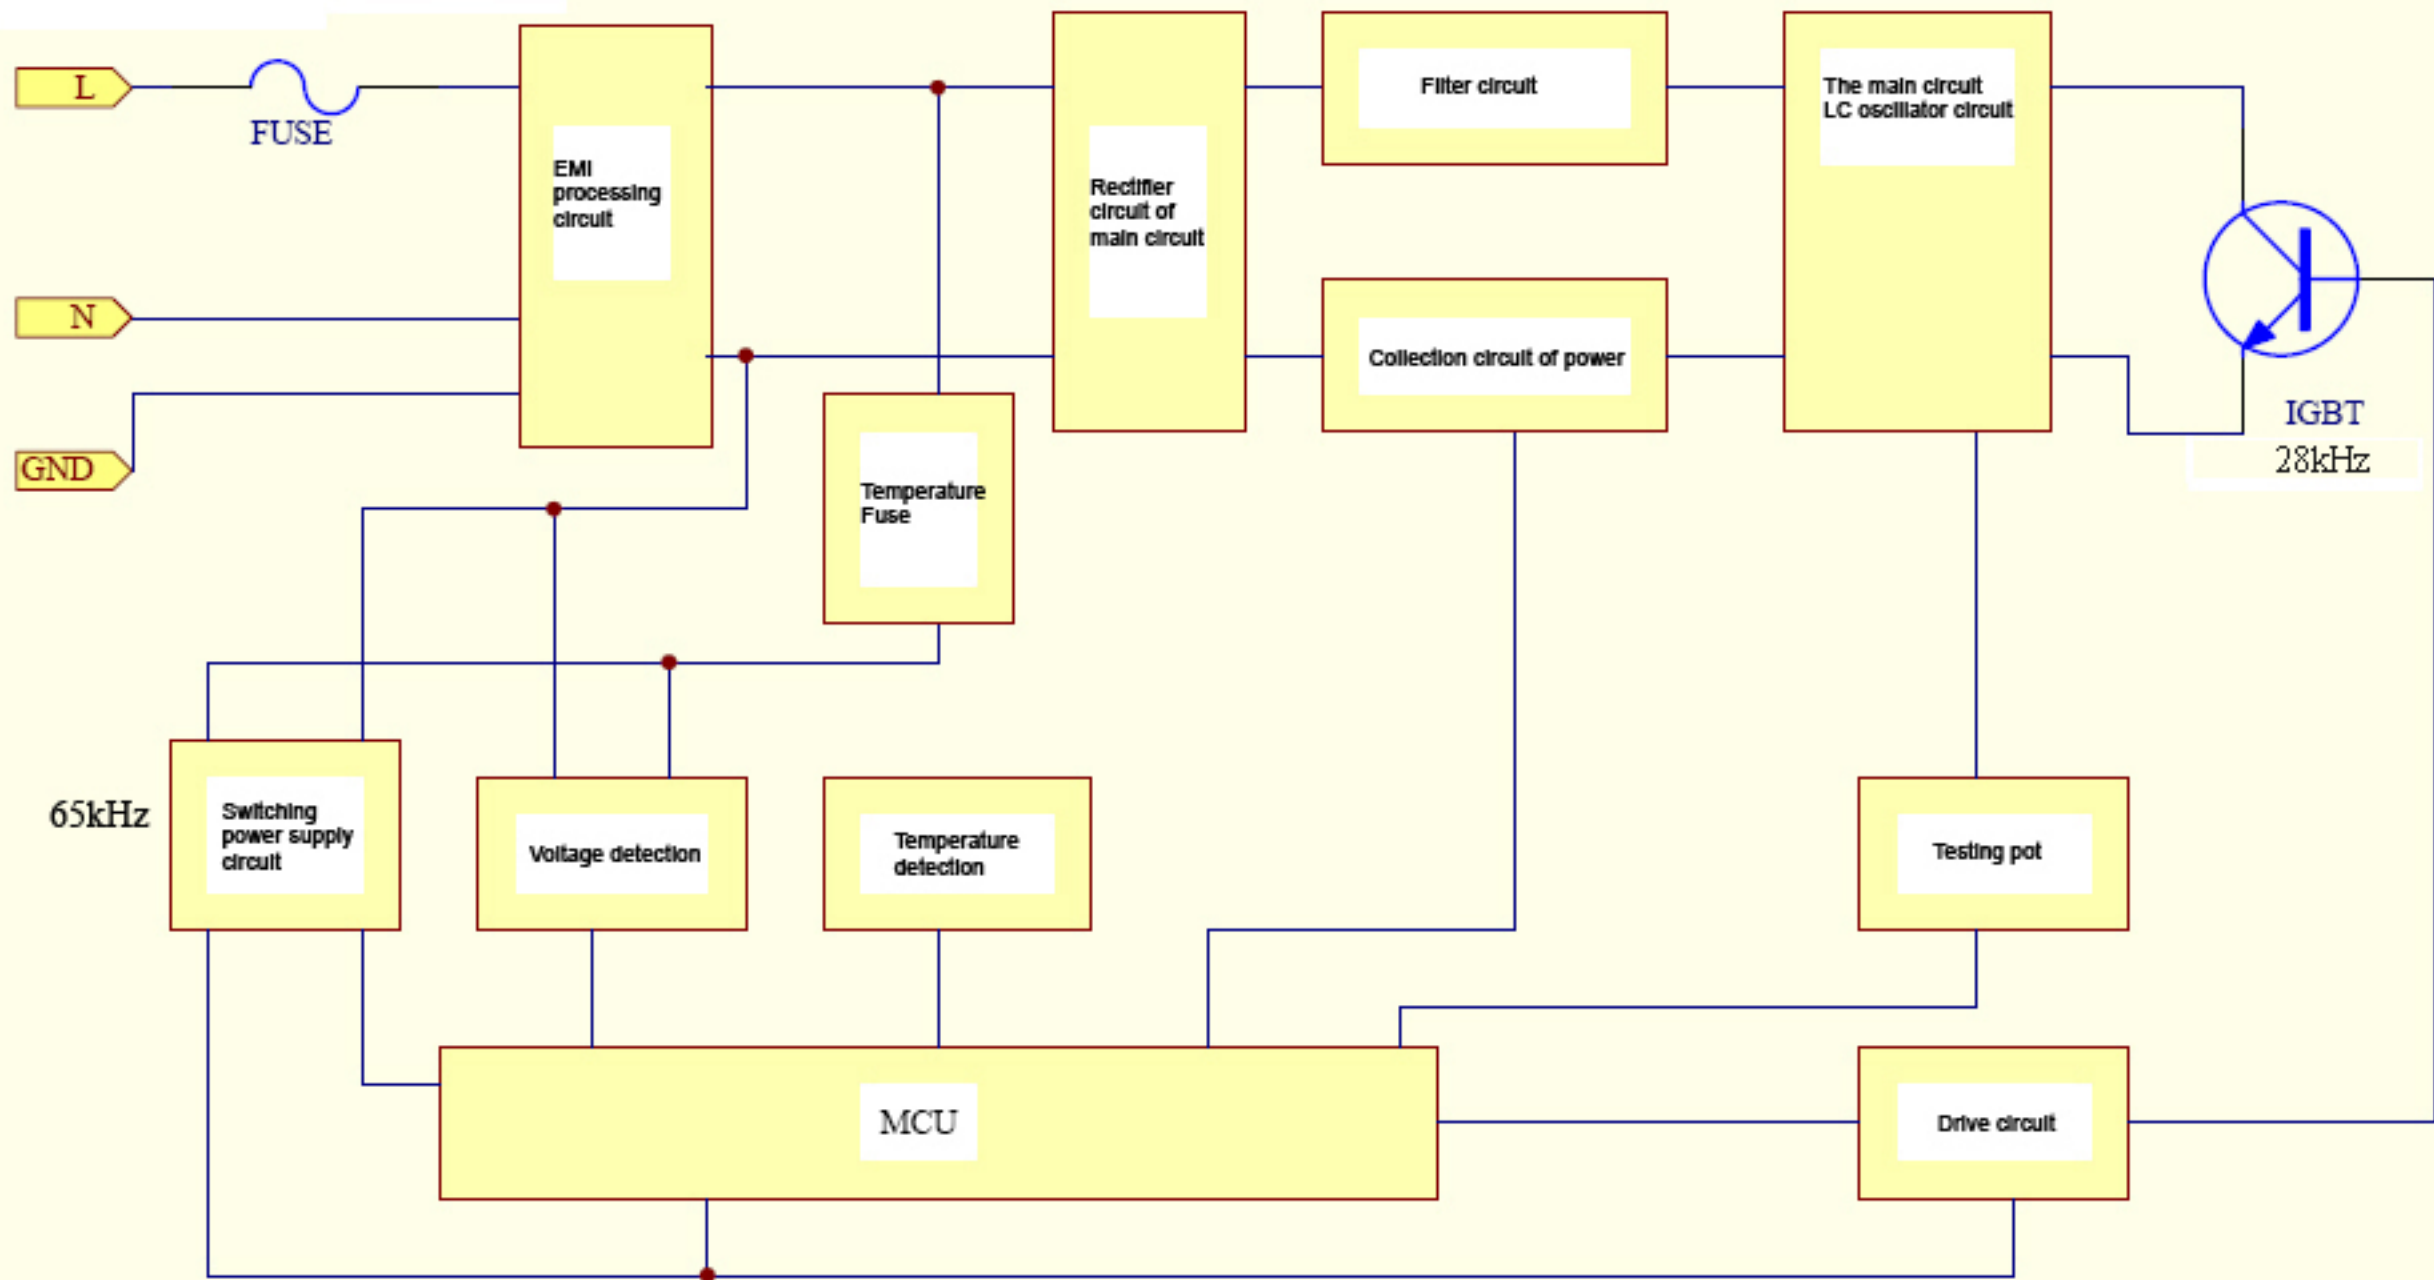 L
FUSE
N
GND
EMI
processing
circuit
Rectifier
circuit of
main circuit
Filter circuit
The main circuit
LC oscillator circuit
Collection circuit of power
IGBT
28kHz
Temperature
Fuse
65kHz
Switching
power supply
circuit
Voltage detection
Temperature
detection
Testing pot
MCU
Drive circuit